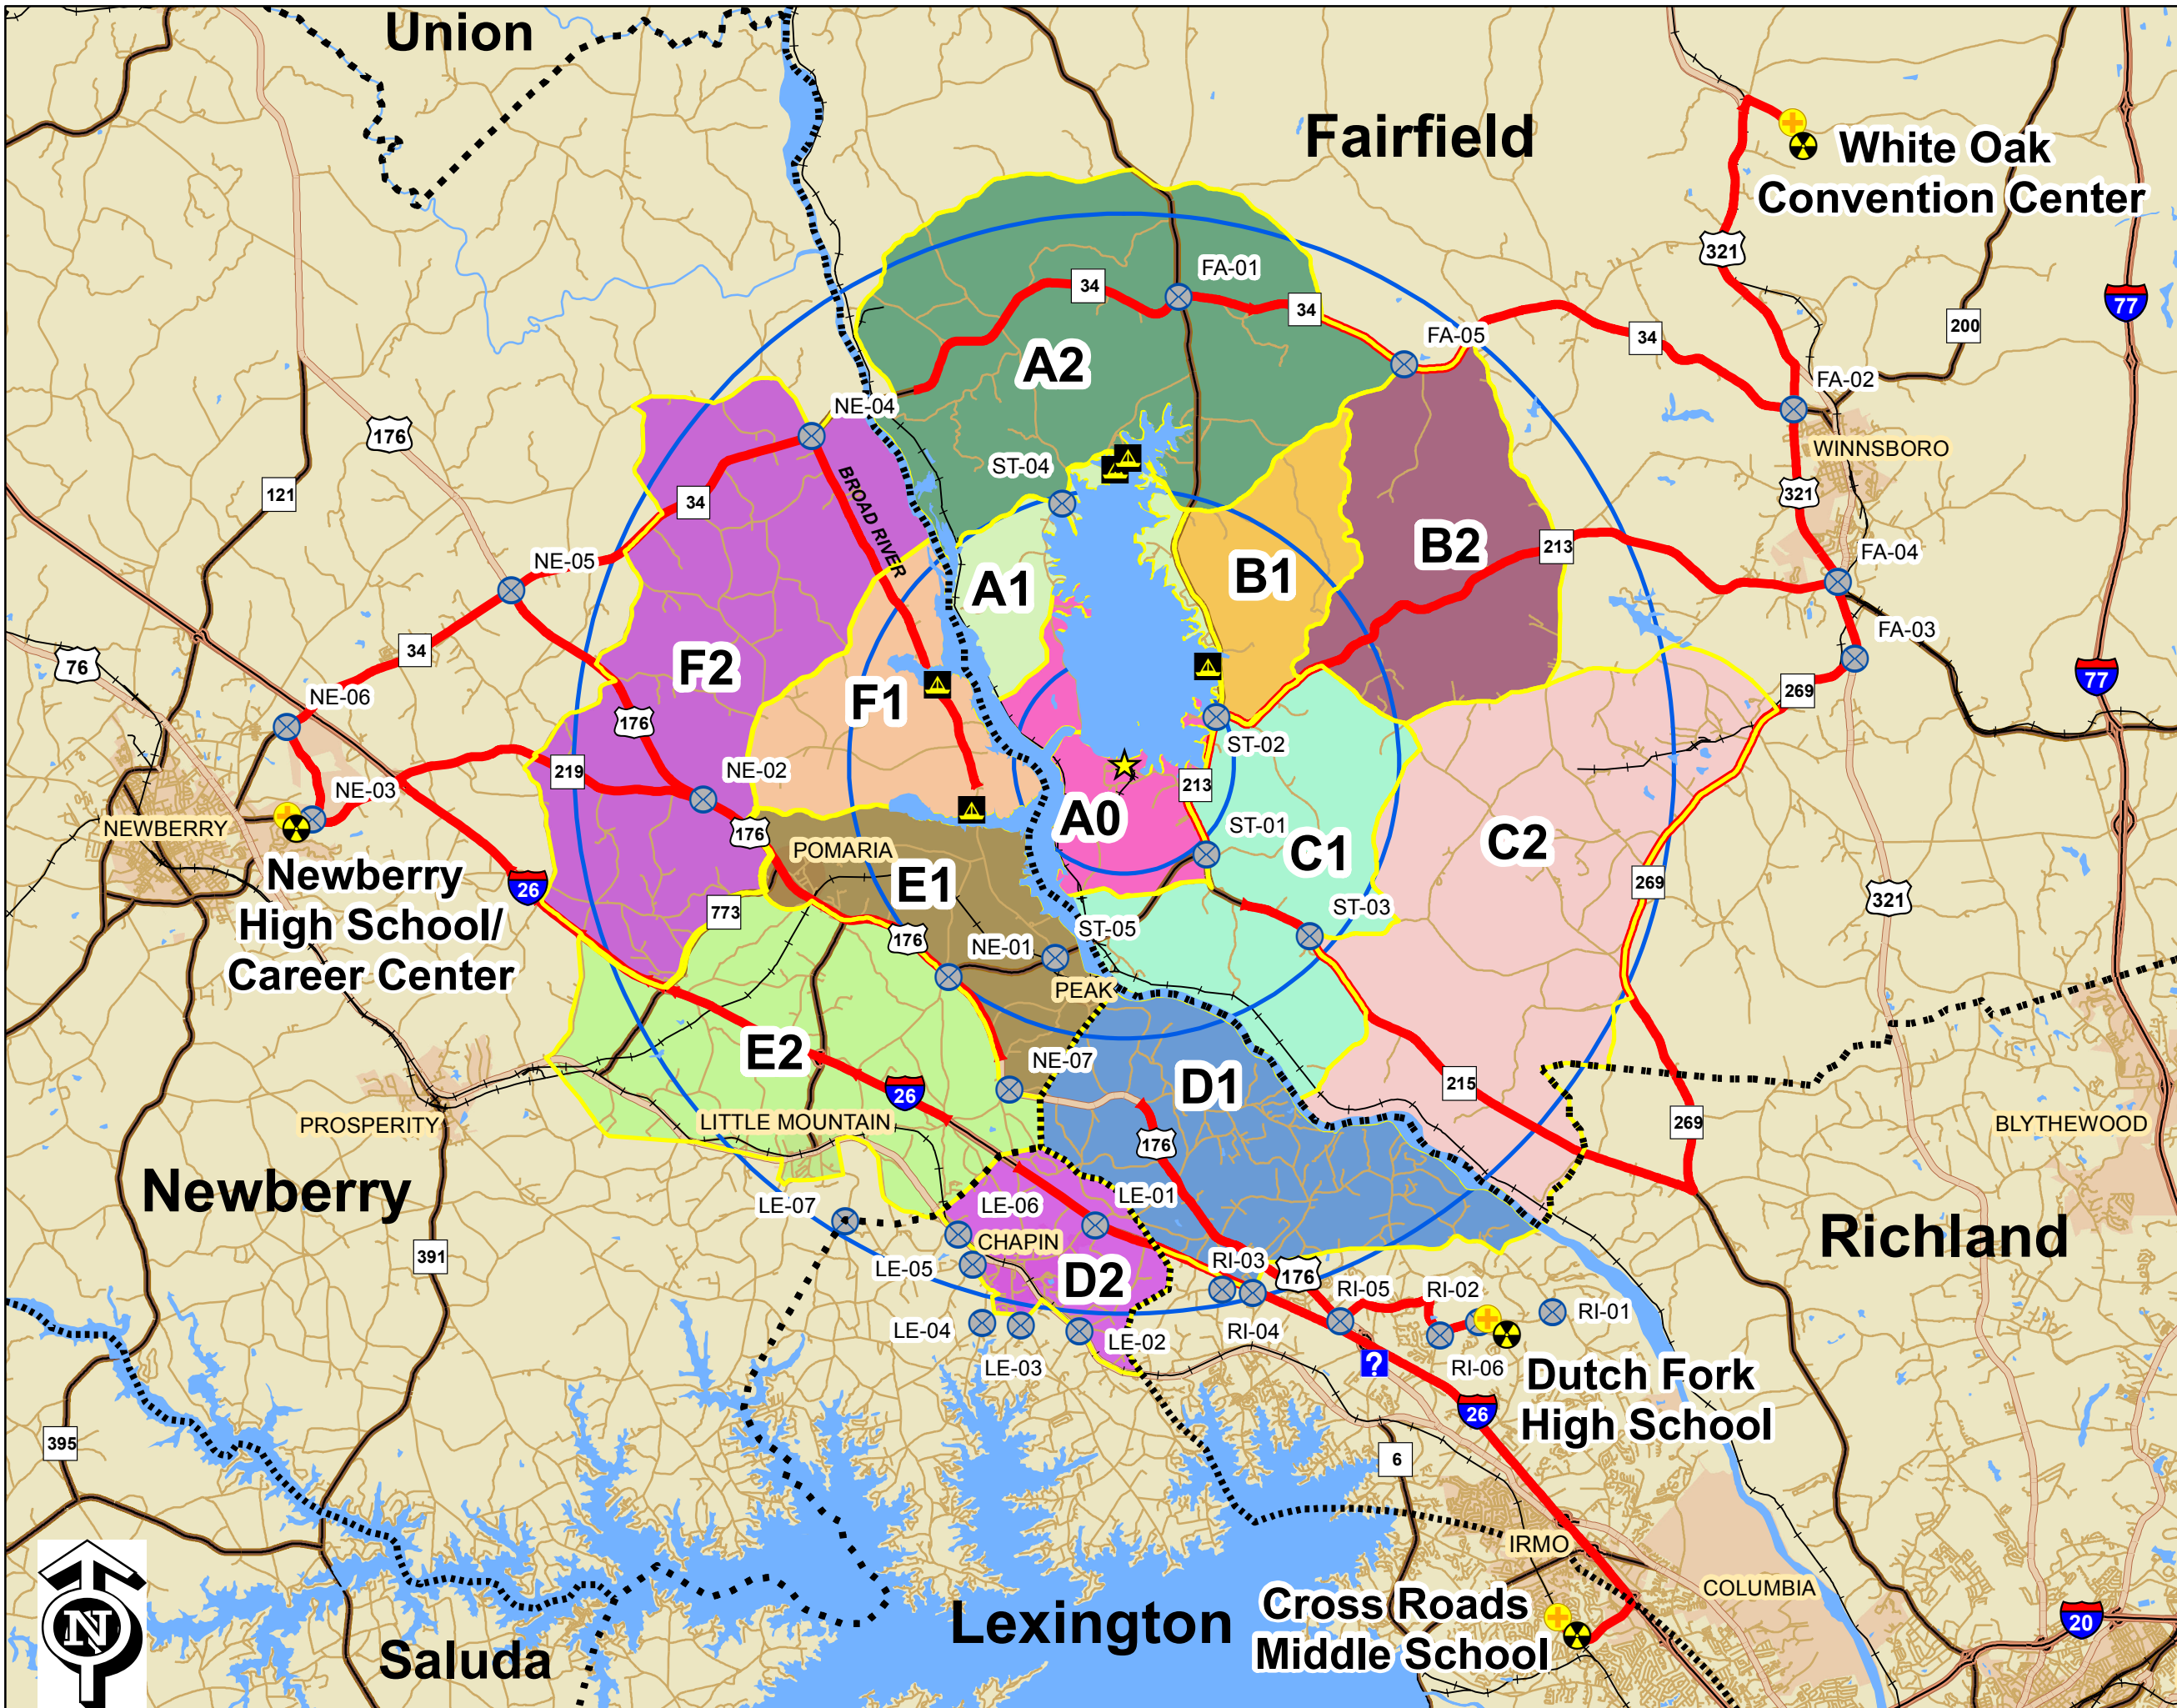 Union
Fairfield
White Oak
Convention Center
321
77
FA-01
34
34
200
FA-05
34
A2
FA-02
NE-04
176
WINNSBORO
ST-04
121
34
BROAD RIVER
321
213
B2
FA-04
NE-05
B1
A1
FA-03
34
76
F2
77
NE-06
F1
269
176
ST-02
219
NE-02
213
NE-03
A0
ST-01
NEWBERRY
176
POMARIA
C1
C2
Newberry
High School/
Career Center
26
E1
269
321
773
ST-03
ST-05
176
NE-01
PEAK
E2
NE-07
D1
26
215
PROSPERITY
LITTLE MOUNTAIN
269
BLYTHEWOOD
176
Newberry
LE-07
LE-06
LE-01
Richland
CHAPIN
391
LE-05
D2
RI-03
176
RI-05
RI-02
RI-01
LE-04
RI-04
LE-02
LE-03
?
RI-06
Dutch Fork
High School
26
395
6
IRMO
COLUMBIA
Cross Roads
Middle School
Lexington
20
N
Saluda